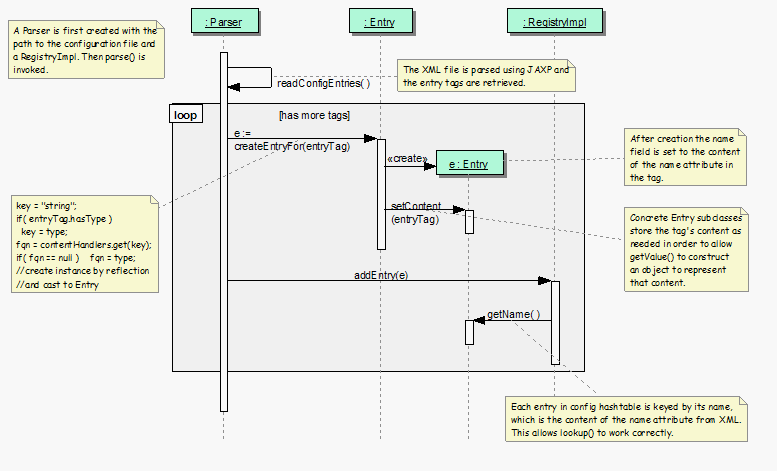 : Parser
: Entry
: RegistryImpl
A Parser is first created with the
path to the configuration file and
a RegistryImpl. Then parse() is
invoked.
readConfigEntries( )
The XML file is parsed using JAXP and
the entry tags are retrieved.
loop
[has more tags]
e :=
createEntryFor(entryTag)
«create»
e : Entry
After creation the name
field is set to the content
of the name attribute in
the tag.
key = "string";
if( entryTag.hasType )
key = type;
fqn = contentHandlers.get(key);
if( fqn == null ) fqn = type;
//create instance by reflection
//and cast to Entry
setContent
(entryTag)
Concrete Entry subclasses
store the tag's content as
needed in order to allow
getValue() to construct
an object to represent
that content.
addEntry(e)
getName( )
Each entry in config hashtable is keyed by its name,
which is the content of the name attribute from XML.
This allows lookup() to work correctly.